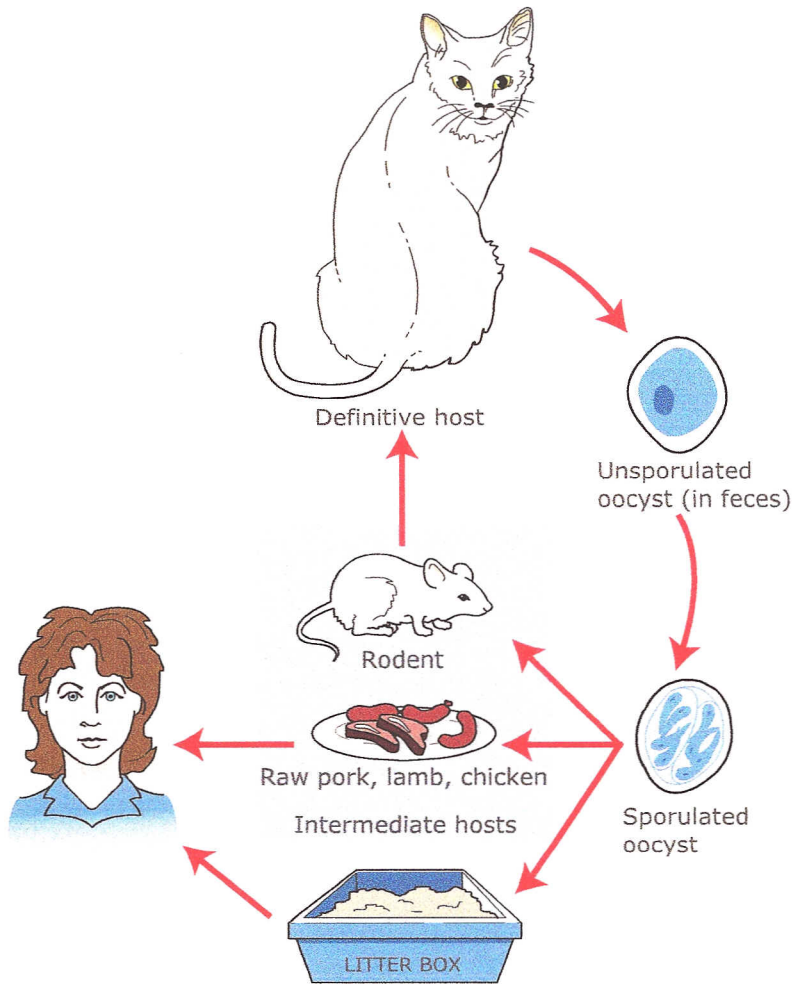 Definitive host
Unsporulated
oocyst (in feces)
Rodent
Raw pork, lamb, chicken
Intermediate hosts
Sporulated
oocyst
LITTER BOX